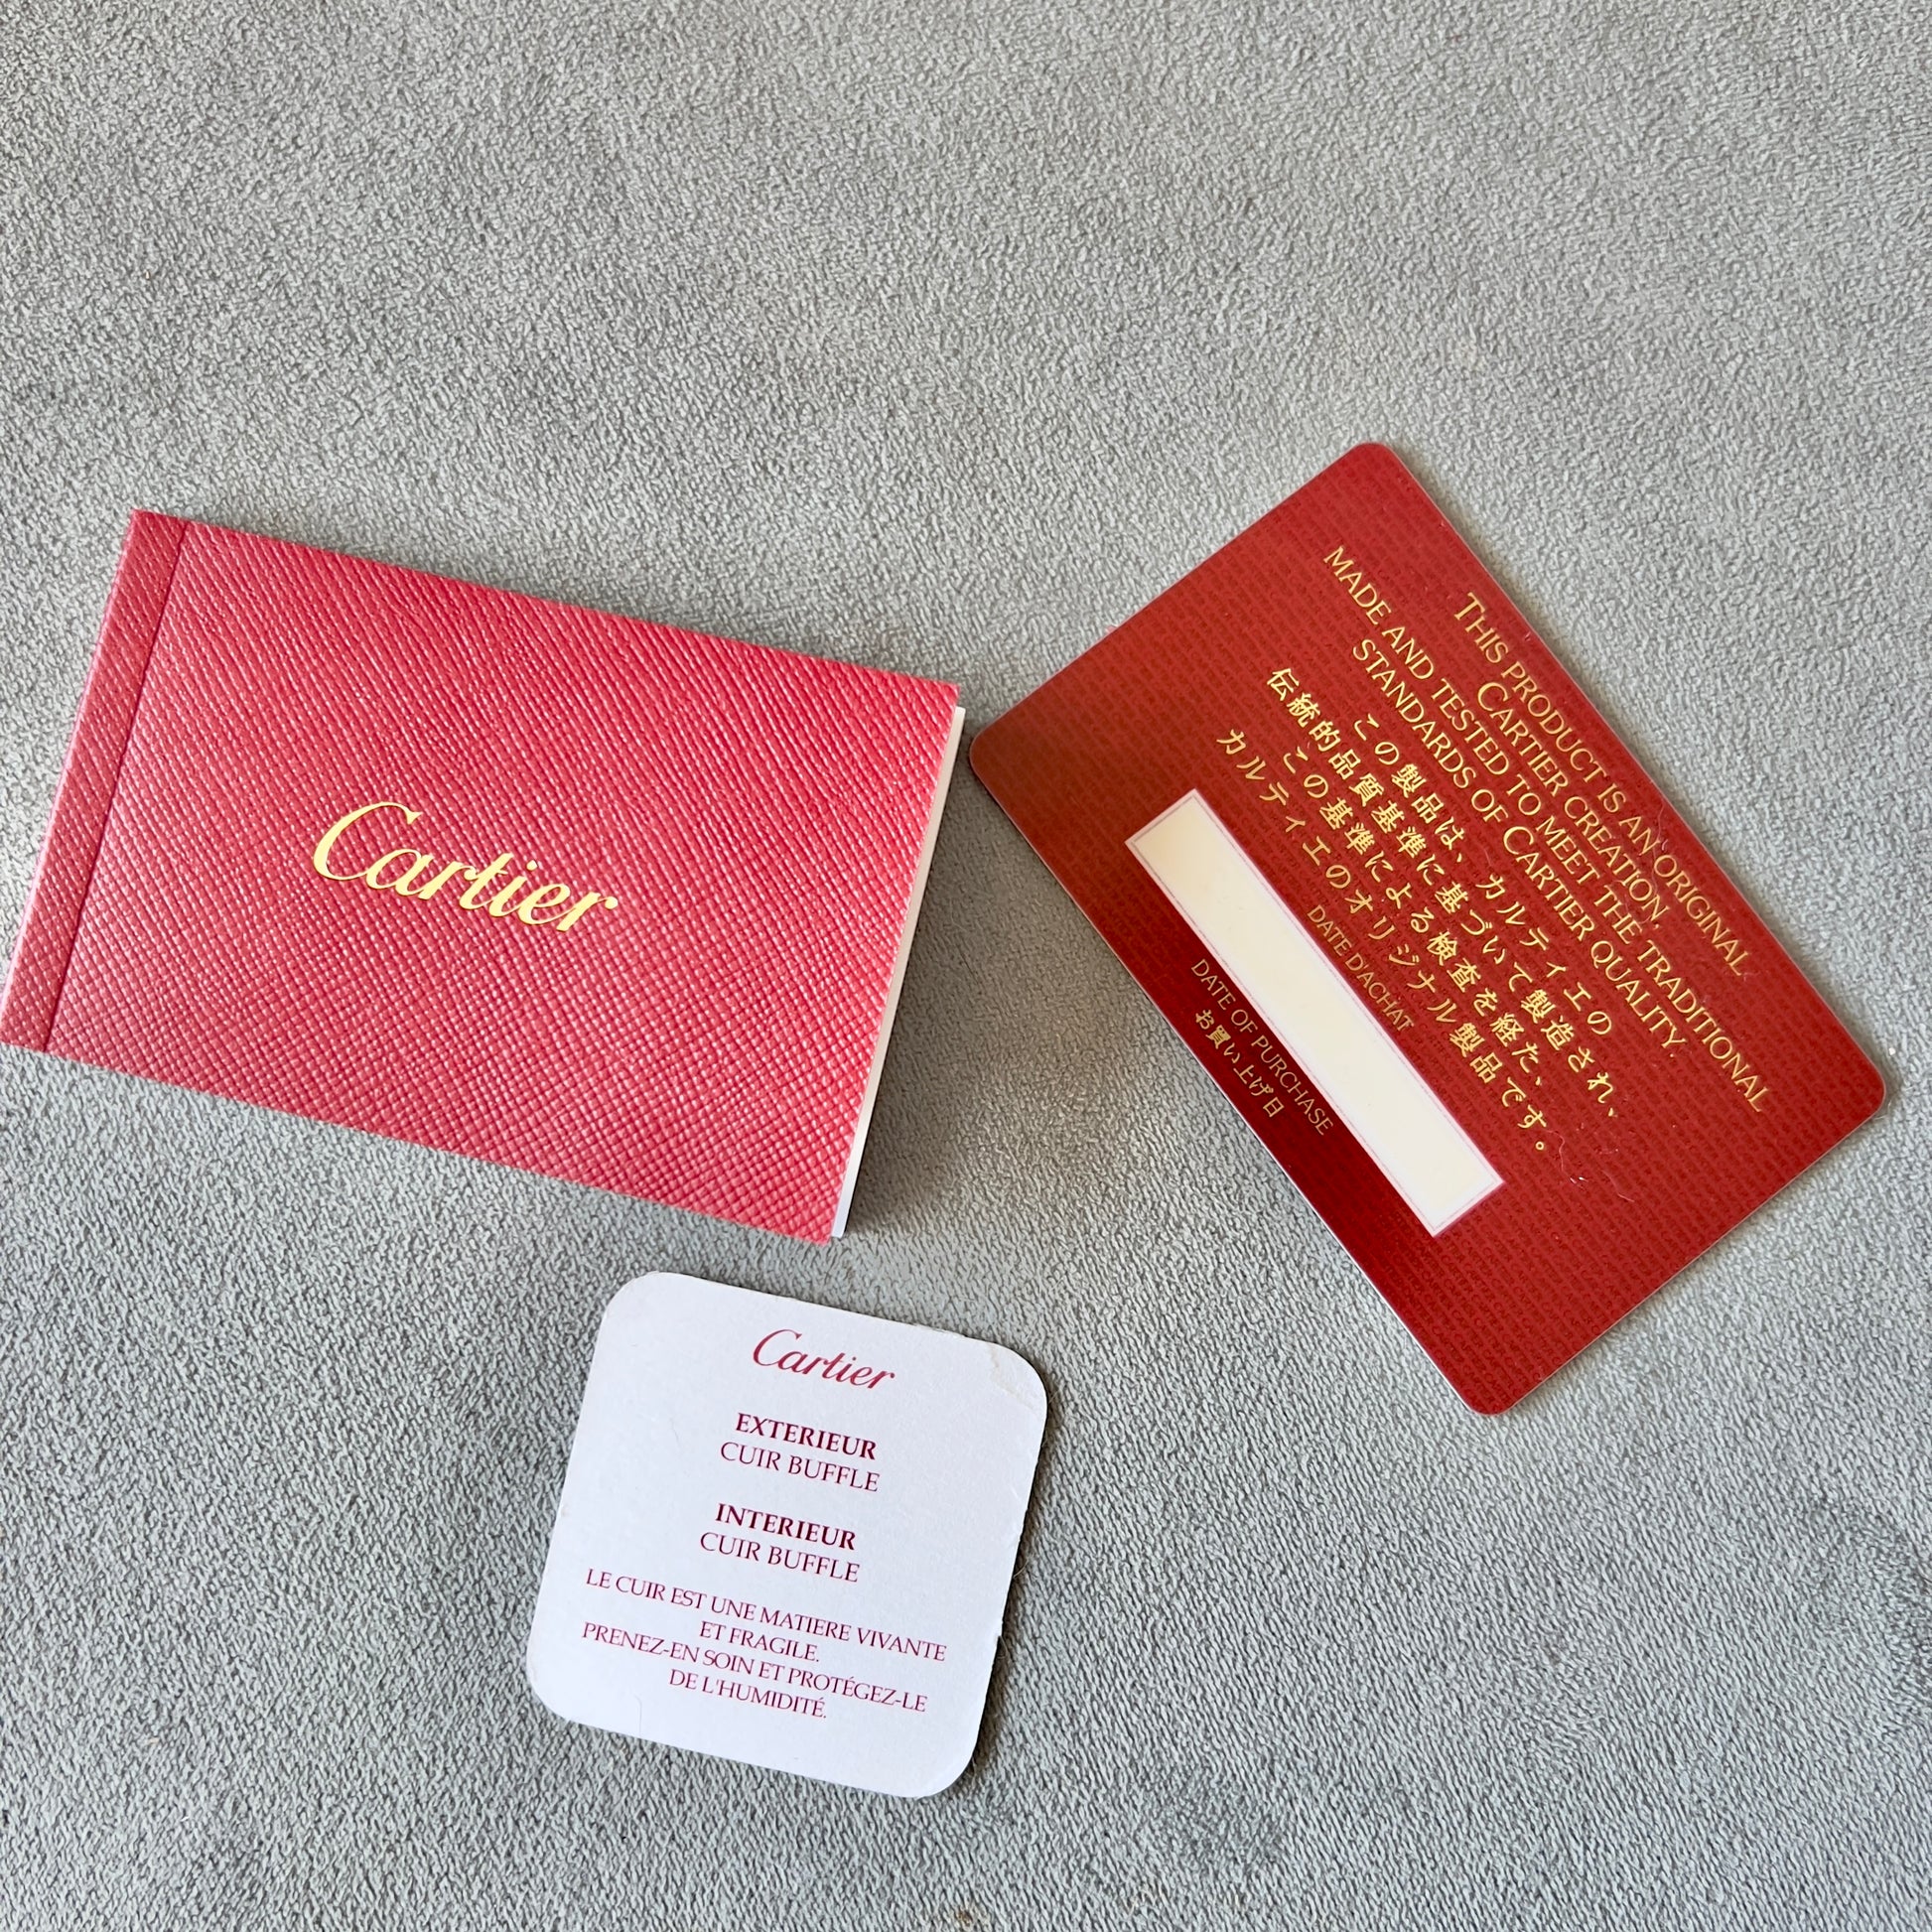 Cartier
THIS PRODUCT IS AN ORIGINAL
CARTIER CREATION,
MADE AND TESTED TO MEET THE TRADITIONAL
STANDARDS OF CARTIER QUALITY.
この製品は、カルティエの
伝統的品質基準に基づいて製造され、
この基準による検査を経た、
カルティエのオリジナル製品です。
DATE D'ACHAT
DATE OF PURCHASE
お買い上げ日
Cartier
EXTERIEUR
CUIR BUFFLE
INTERIEUR
CUIR BUFFLE
LE CUIR EST UNE MATIERE VIVANTE
ET FRAGILE.
PRENEZ-EN SOIN ET PROTÉGEZ-LE
DE L'HUMIDITÉ.